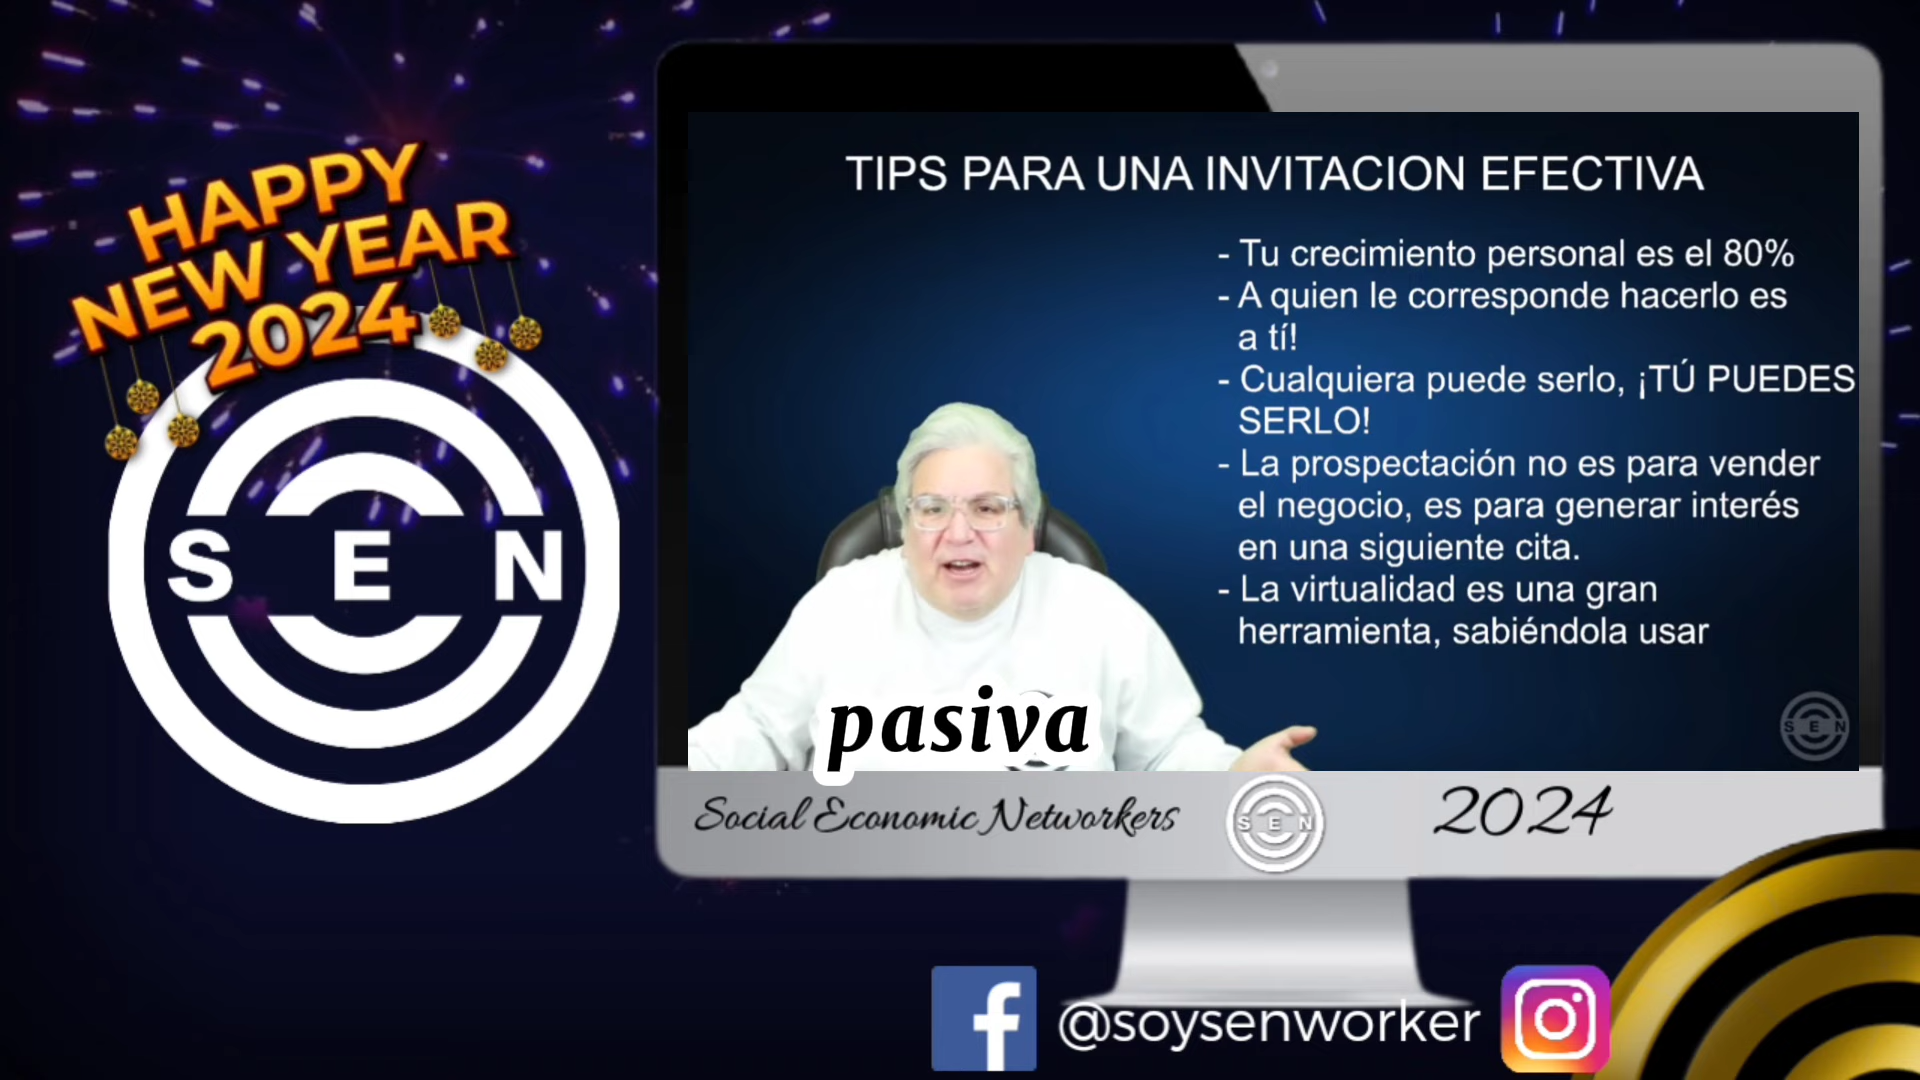 HAPPY
NEW YEAR
2024
S E N
TIPS PARA UNA INVITACION EFECTIVA
- Tu crecimiento personal es el 80%
- A quien le corresponde hacerlo es
a tí!
- Cualquiera puede serlo, ¡TÚ PUEDES
SERLO!
- La prospectación no es para vender
el negocio, es para generar interés
en una siguiente cita.
- La virtualidad es una gran
herramienta, sabiéndola usar
pasiva
S E N
Social Economic Networkers
S E N
2024
@soysenworker